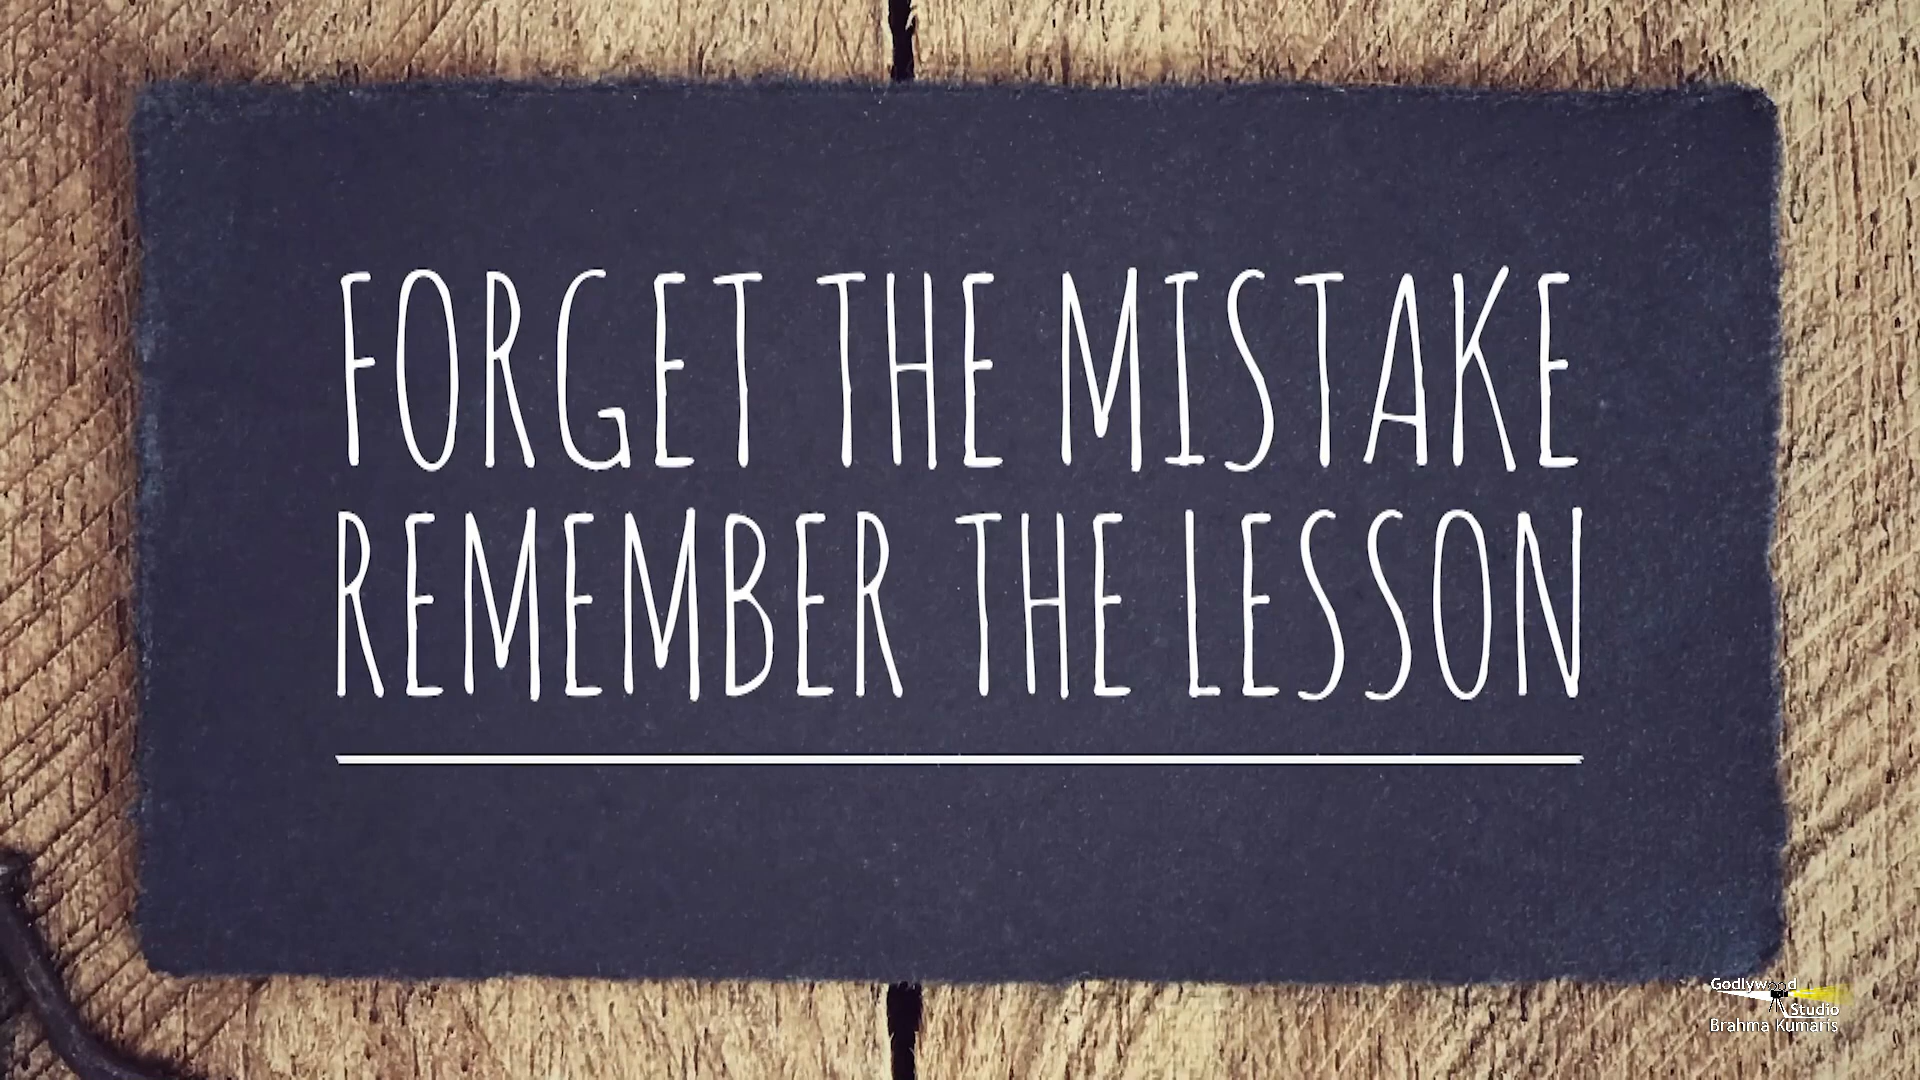 FORGET THE MISTAKE
REMEMBER THE LESSON
Godlywood
Studio
Brahma Kumaris